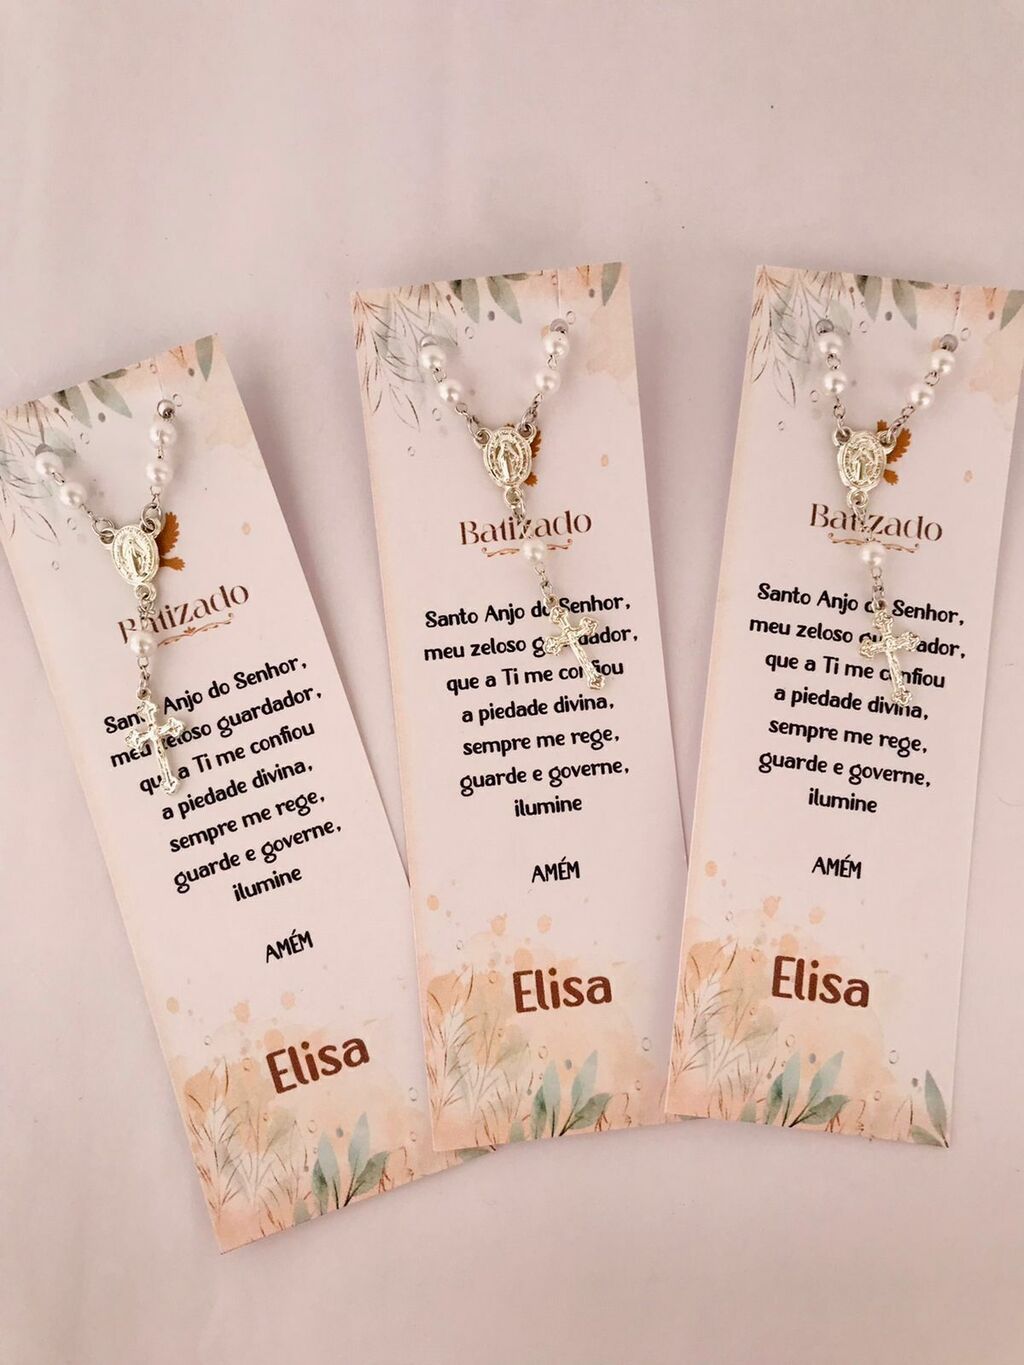 Batizado
Anjo do Senhor,
zeloso guardador,
a Ti me confiou
a piedade divina,
sempre me rege,
guarde e governe,
ilumine
AMÉM
Elisa
Batizado
Santo Anjo do Senhor,
meu zeloso guardador,
que a Ti me confiou
a piedade divina,
sempre me rege,
guarde e governe,
ilumine
AMÉM
Elisa
Batizado
Santo Anjo do Senhor,
meu zeloso guardador,
que a Ti me confiou
a piedade divina,
sempre me rege,
guarde e governe,
ilumine
AMÉM
Elisa